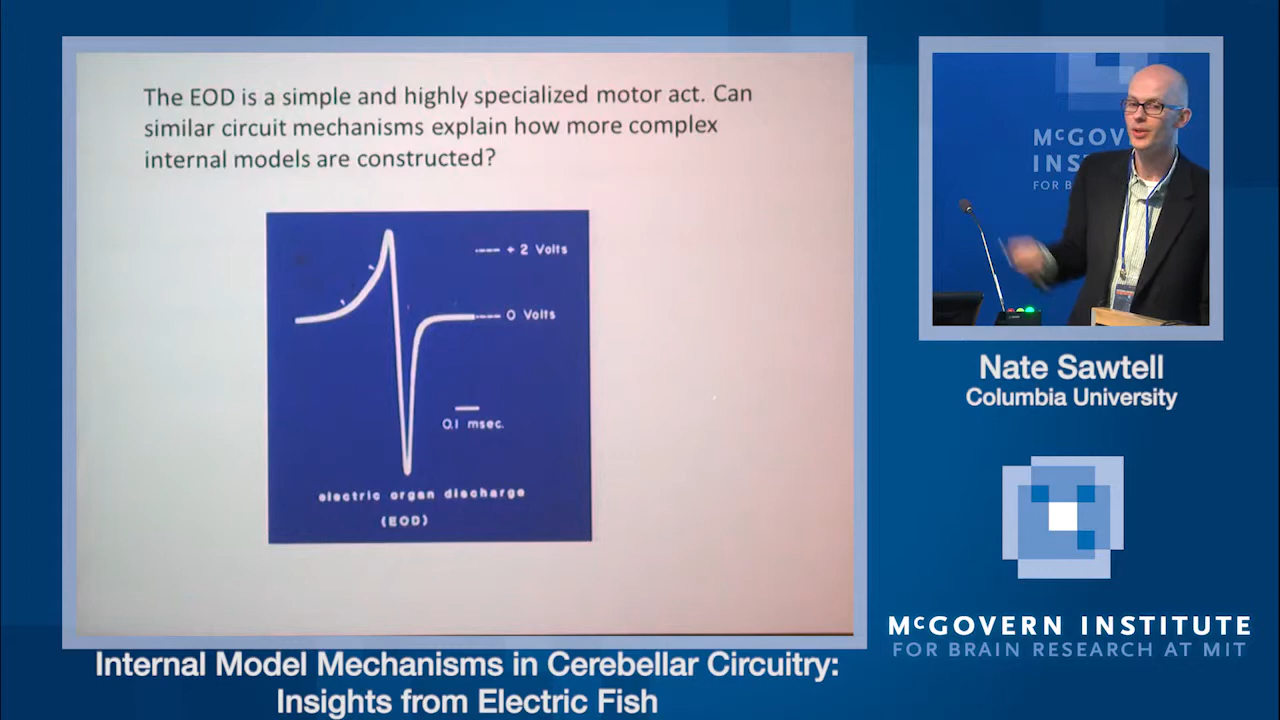 The EOD is a simple and highly specialized motor act. Can
similar circuit mechanisms explain how more complex
internal models are constructed?
+ 2 Volts
0 Volts
0.1 msec.
electric organ discharge
(EOD)
McGOV
INS
FOR B
Nate Sawtell
Columbia University
McGOVERN INSTITUTE
FOR BRAIN RESEARCH AT MIT
Internal Model Mechanisms in Cerebellar Circuitry:
Insights from Electric Fish